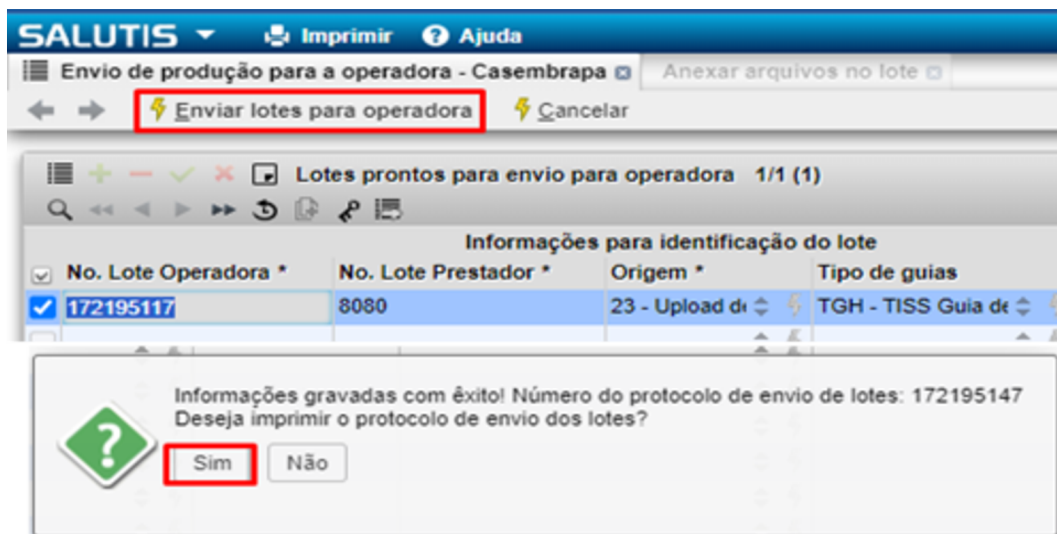 SALUTIS Imprimir Ajuda
Envio de produção para a operadora - Casembrapa Anexar arquivos no lote
Enviar lotes para operadora Cancelar
Lotes prontos para envio para operadora 1/1 (1)
Informações para identificação do lote
No. Lote Operadora * No. Lote Prestador * Origem * Tipo de guias
172195117 8080 23 - Upload de TGH - TISS Guia de
Informações gravadas com êxito! Número do protocolo de envio de lotes: 172195147
Deseja imprimir o protocolo de envio dos lotes?
Sim Não